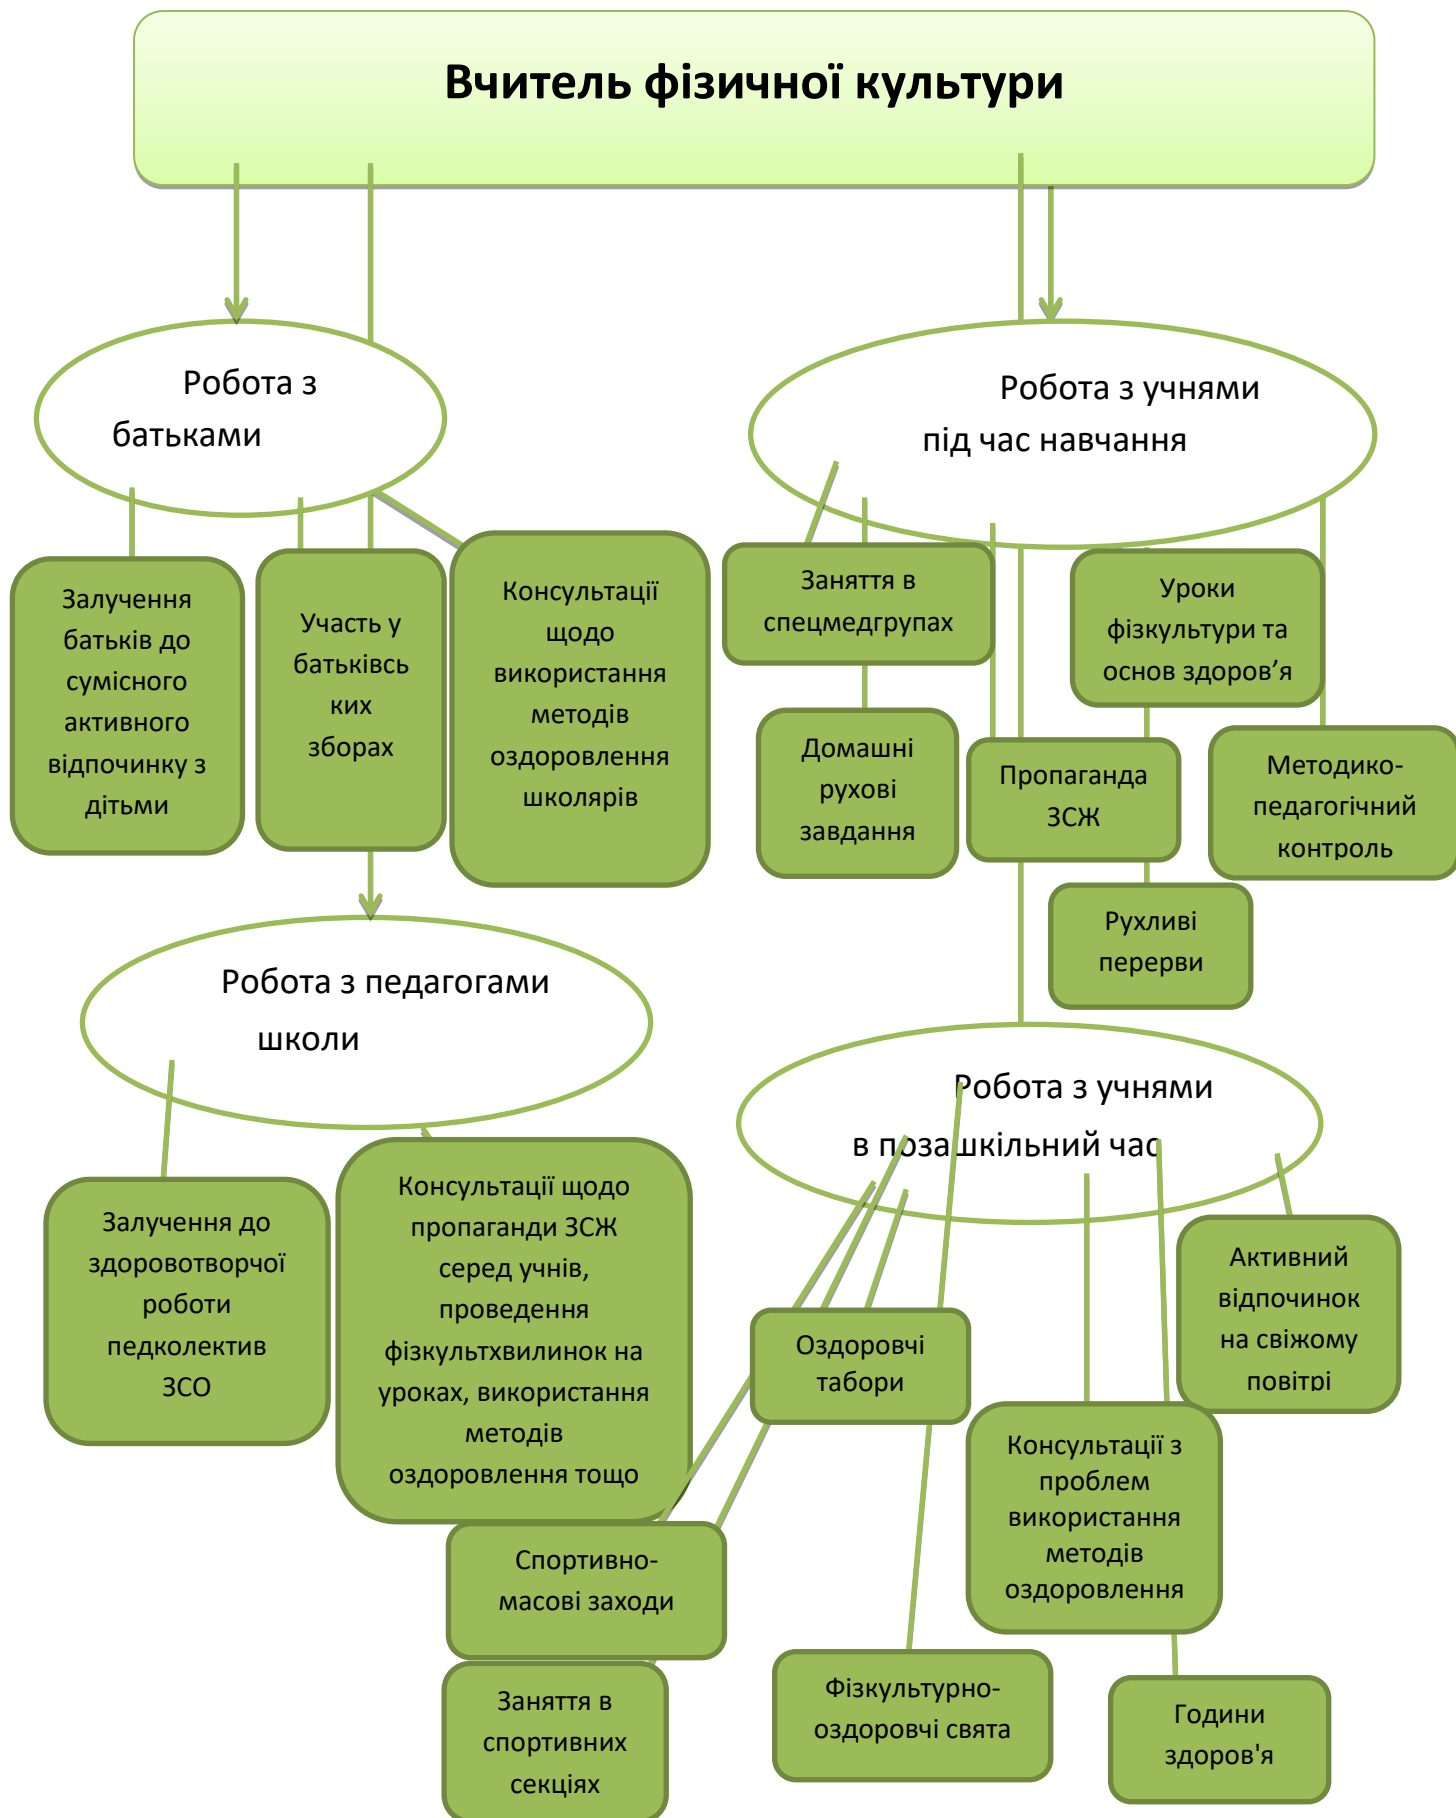 Вчитель фізичної культури
Робота з
батьками
Робота з учнями
під час навчання
Залучення
батьків до
сумісного
активного
відпочинку з
дітьми
Участь у
батьківсь
ких
зборах
Консультації
щодо
використання
методів
оздоровлення
школярів
Заняття в
спецмедгрупах
Уроки
фізкультури та
основ здоров’я
Домашні
рухові
завдання
Пропаганда
ЗСЖ
Методико-
педагогічний
контроль
Рухливі
перерви
Робота з педагогами
школи
Робота з учнями
в позашкільний час
Залучення до
здоровотворчої
роботи
педколектив
ЗСО
Консультації щодо
пропаганди ЗСЖ
серед учнів,
проведення
фізкультхвилинок на
уроках, використання
методів
оздоровлення тощо
Оздоровчі
табори
Активний
відпочинок
на свіжому
повітрі
Консультації з
проблем
використання
методів
оздоровлення
Спортивно-
масові заходи
Заняття в
спортивних
секціях
Фізкультурно-
оздоровчі свята
Години
здоров'я